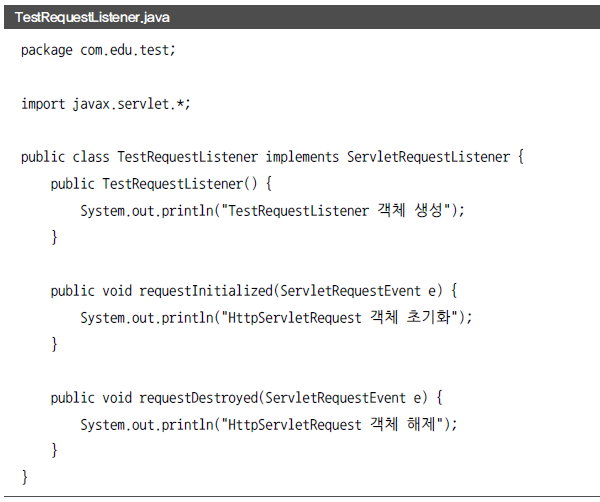 TestRequestListener.java
package com.edu.test;
import javax.servlet.*;
public class TestRequestListener implements ServletRequestListener {
public TestRequestListener() {
System.out.println("TestRequestListener 객체 생성");
}
public void requestInitialized(ServletRequestEvent e) {
System.out.println("HttpServletRequest 객체 초기화");
}
public void requestDestroyed(ServletRequestEvent e) {
System.out.println("HttpServletRequest 객체 해제");
}
}